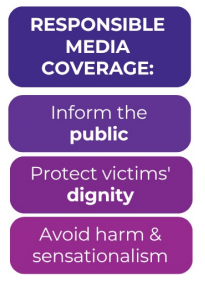 RESPONSIBLE
MEDIA
COVERAGE:
Inform the
public
Protect victims'
dignity
Avoid harm &
sensationalism